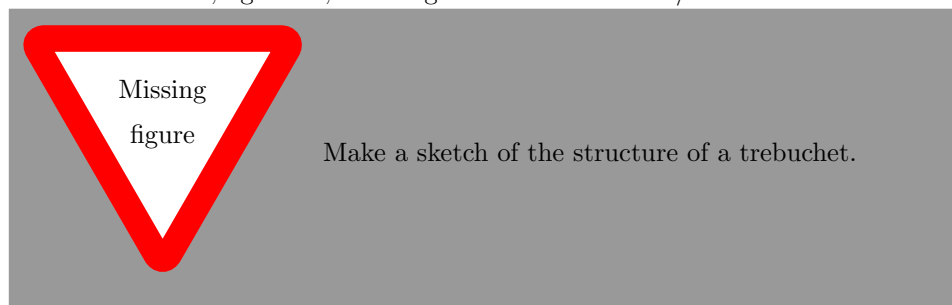 Missing
figure
Make a sketch of the structure of a trebuchet.